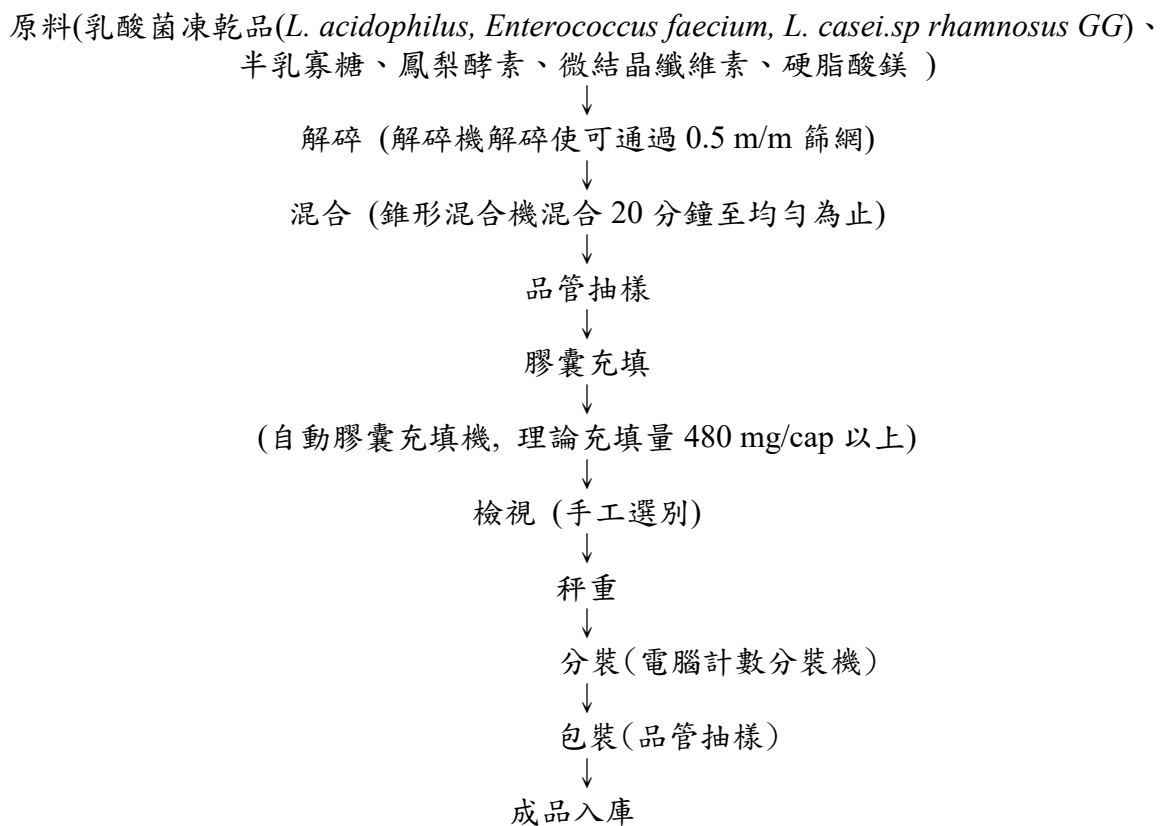 原料(乳酸菌凍乾品(L. acidophilus, Enterococcus faecium, L. casei.sp rhamnosus GG)、
半乳寡糖、鳳梨酵素、微結晶纖維素、硬脂酸鎂 )
↓
解碎 (解碎機解碎使可通過 0.5 m/m 篩網)
↓
混合 (錐形混合機混合 20 分鐘至均勻為止)
↓
品管抽樣
↓
膠囊充填
↓
(自動膠囊充填機, 理論充填量 480 mg/cap 以上)
↓
檢視 (手工選別)
↓
秤重
↓
分裝(電腦計數分裝機)
↓
包裝(品管抽樣)
↓
成品入庫